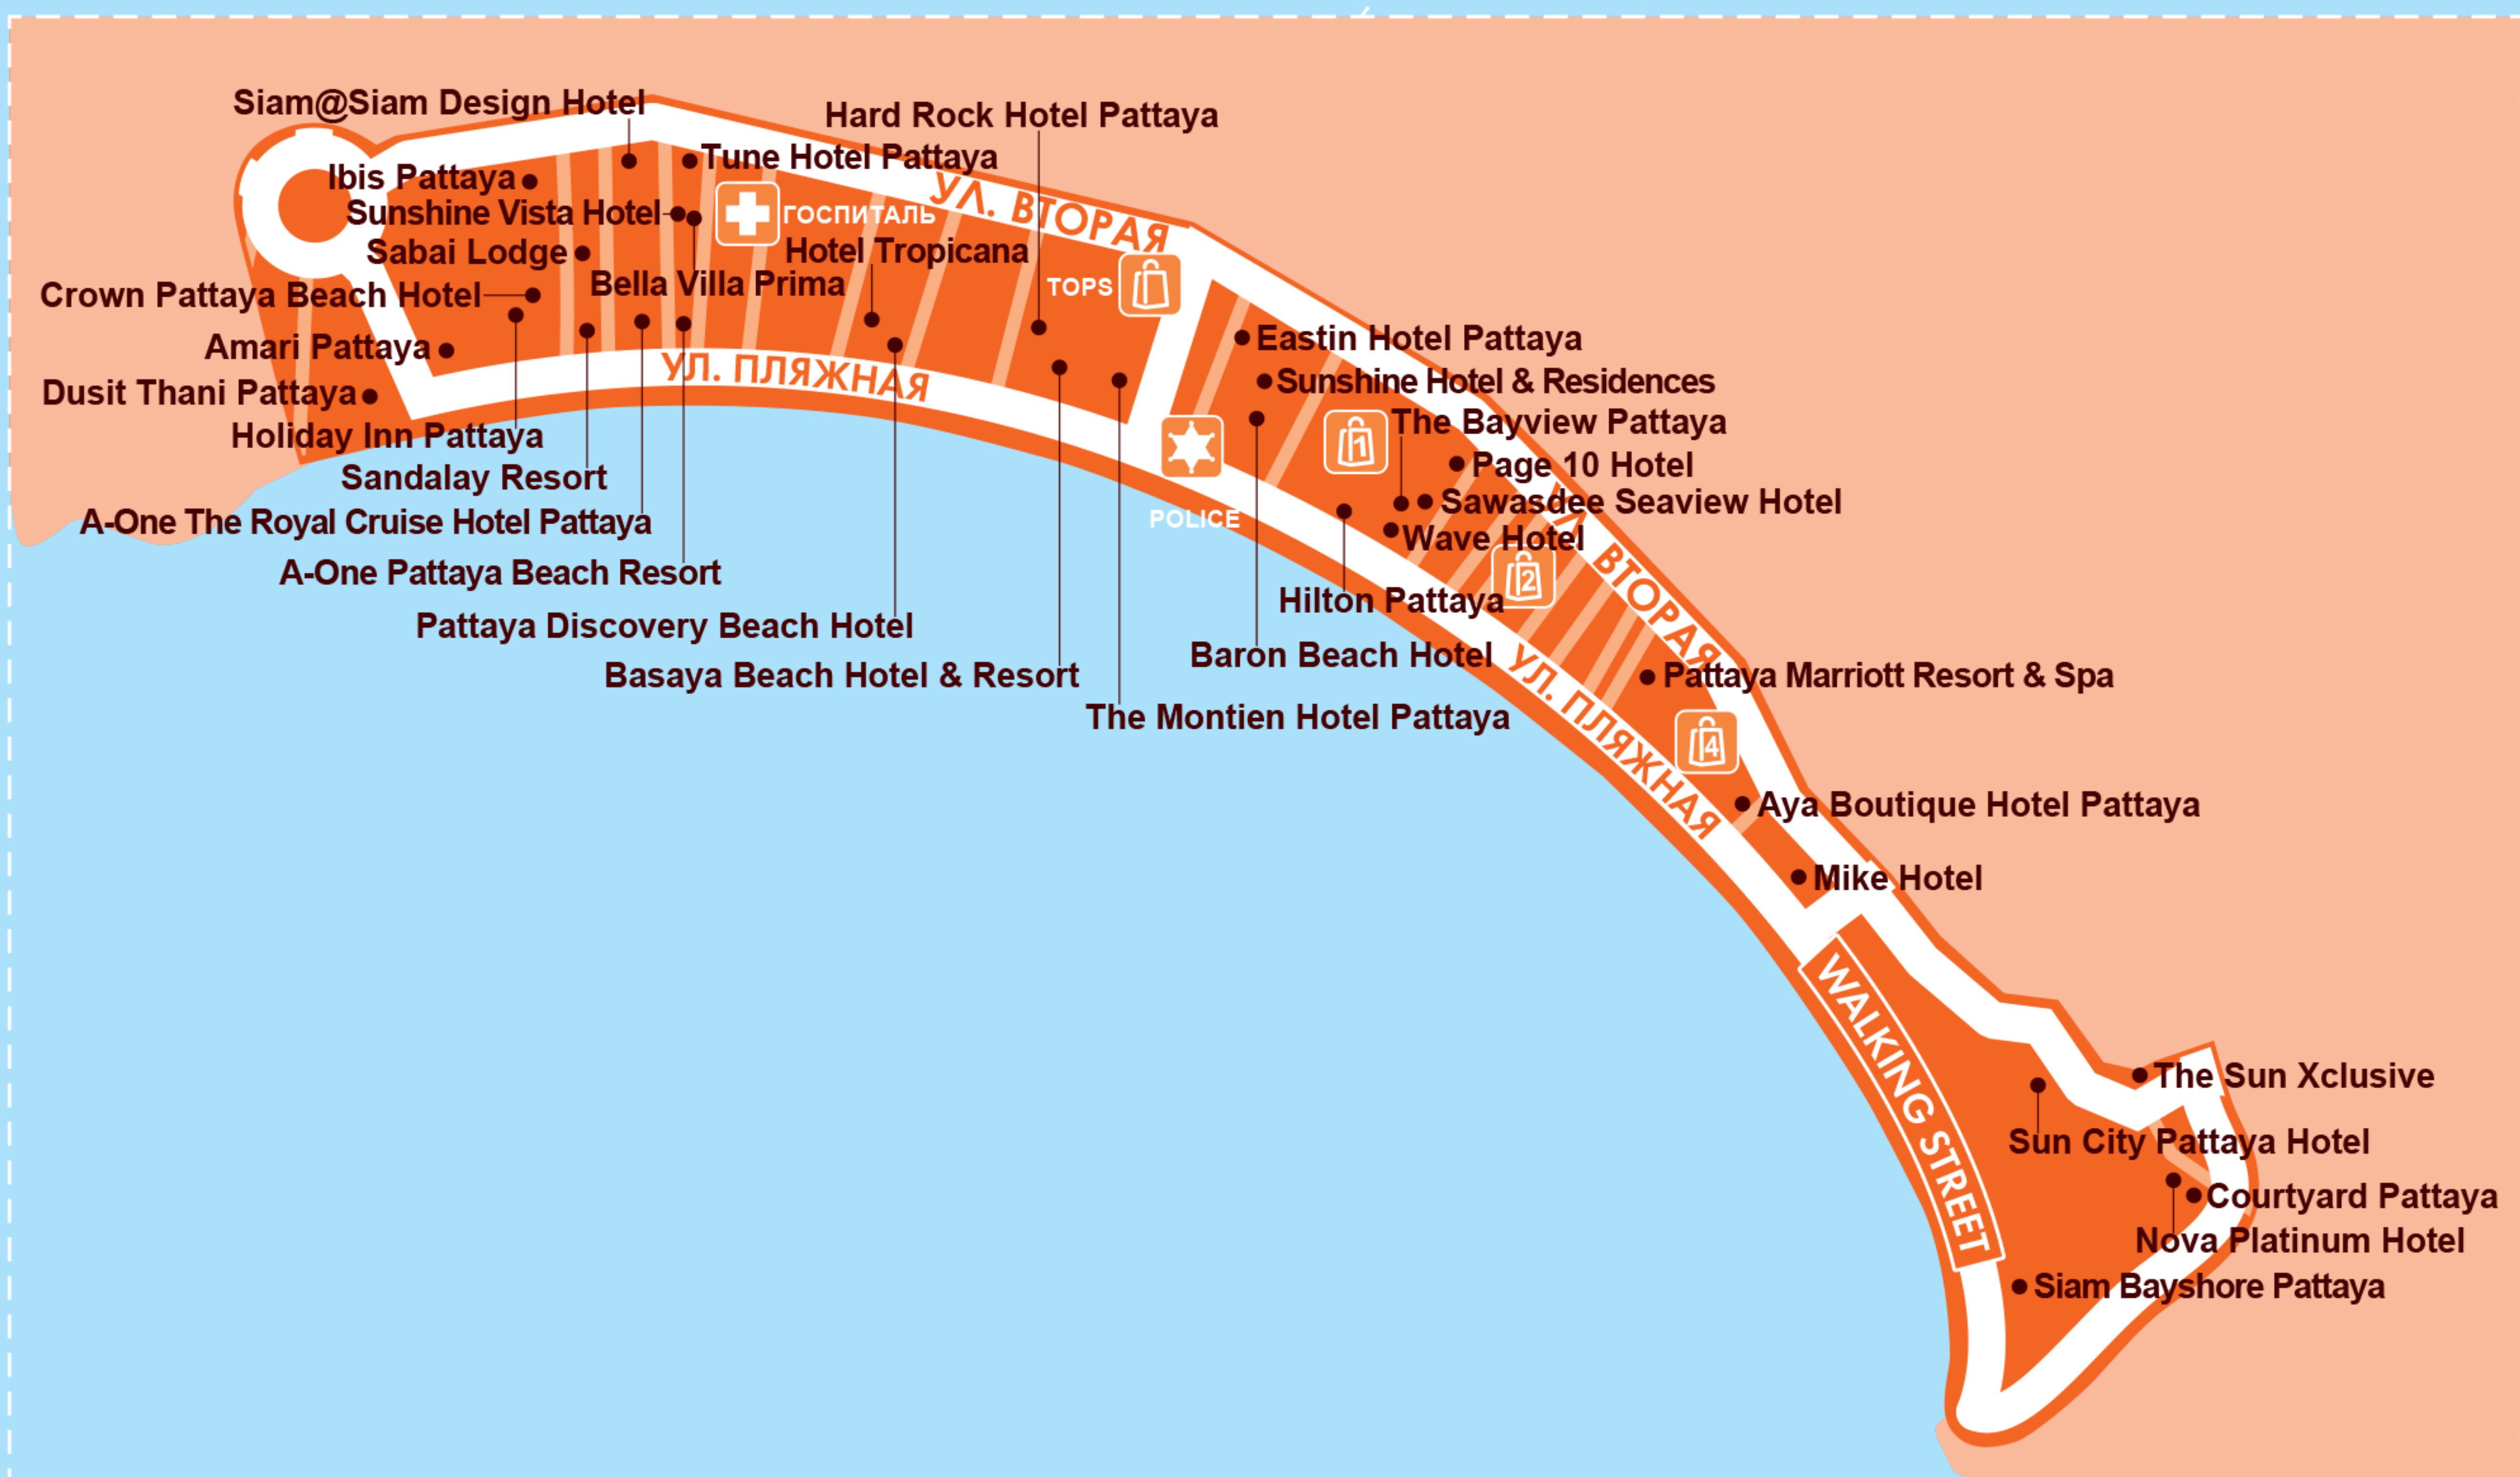 Siam@Siam Design Hotel
Hard Rock Hotel Pattaya
Tune Hotel Pattaya
Ibis Pattaya
УЛ. ВТОРАЯ
Sunshine Vista Hotel
ГОСПИТАЛЬ
Sabai Lodge
Hotel Tropicana
Bella Villa Prima
TOPS
Crown Pattaya Beach Hotel
Amari Pattaya
Eastin Hotel Pattaya
УЛ. ПЛЯЖНАЯ
Sunshine Hotel & Residences
Dusit Thani Pattaya
The Bayview Pattaya
Holiday Inn Pattaya
1
Page 10 Hotel
Sandalay Resort
Sawasdee Seaview Hotel
A-One The Royal Cruise Hotel Pattaya
POLICE
Wave Hotel
A-One Pattaya Beach Resort
2
УЛ. ВТОРАЯ
Hilton Pattaya
Pattaya Discovery Beach Hotel
Baron Beach Hotel
Basaya Beach Hotel & Resort
Pattaya Marriott Resort & Spa
The Montien Hotel Pattaya
УЛ. ПЛЯЖНАЯ
4
Aya Boutique Hotel Pattaya
Mike Hotel
WALKING STREET
The Sun Xclusive
Sun City Pattaya Hotel
Courtyard Pattaya
Nova Platinum Hotel
Siam Bayshore Pattaya